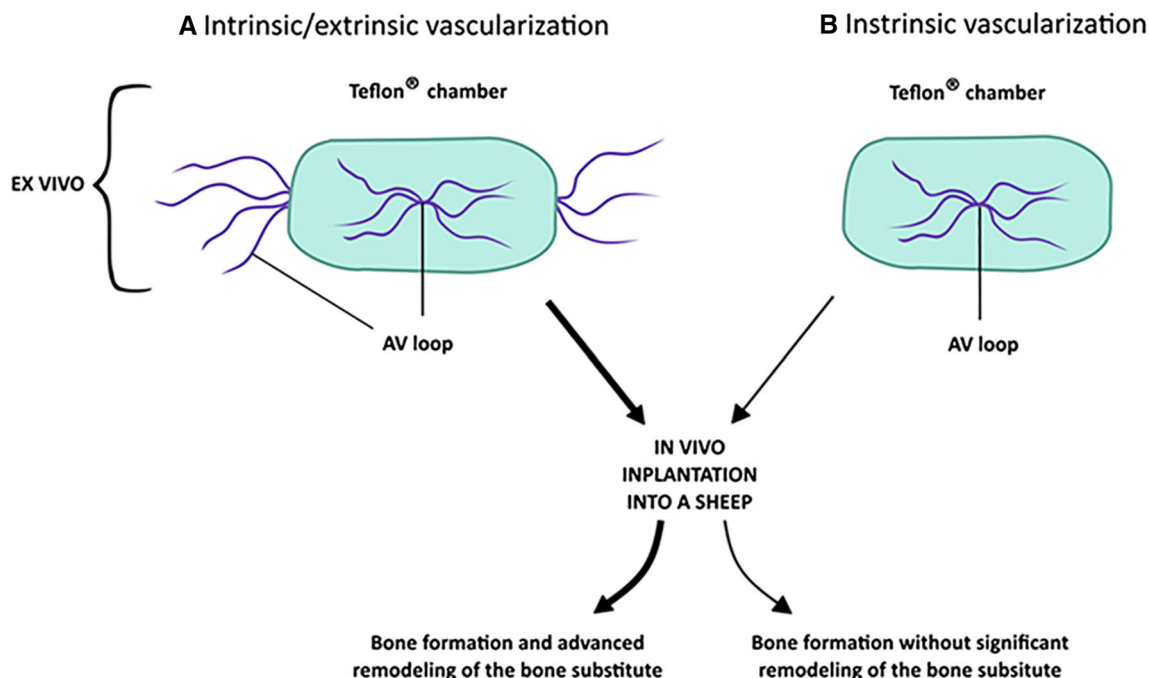 A Intrinsic/extrinsic vascularization
B Instrinsic vascularization
Teflon® chamber
Teflon® chamber
EX VIVO
AV loop
AV loop
IN VIVO
INPLANTATION
INTO A SHEEP
Bone formation and advanced
remodeling of the bone substitute
Bone formation without significant
remodeling of the bone subsitute